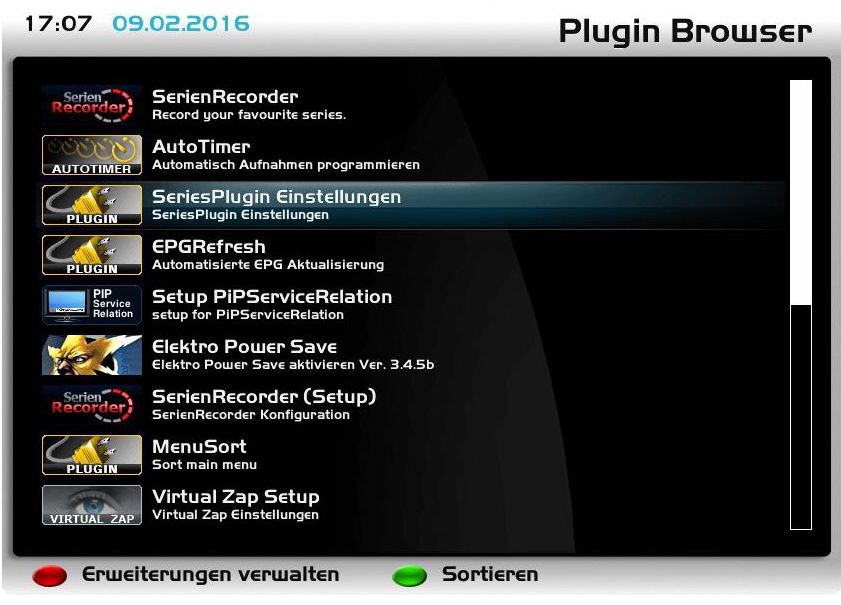 17:07 09.02.2016 Plugin Browser
Serien Recorder
SerienRecorder
Record your favourite series.
AUTOTIMER
AutoTimer
Automatisch Aufnahmen programmieren
PLUGIN
SeriesPlugin Einstellungen
SeriesPlugin Einstellungen
PLUGIN
EPGRefresh
Automatisierte EPG Aktualisierung
PIP
Service
Relation
Setup PiPServiceRelation
setup for PiPServiceRelation
Elektro Power Save
Elektro Power Save aktivieren Ver. 3.4.5b
Serien Recorder
SerienRecorder (Setup)
SerienRecorder Konfiguration
PLUGIN
MenuSort
Sort main menu
VIRTUAL ZAP
Virtual Zap Setup
Virtual Zap Einstellungen
Erweiterungen verwalten Sortieren